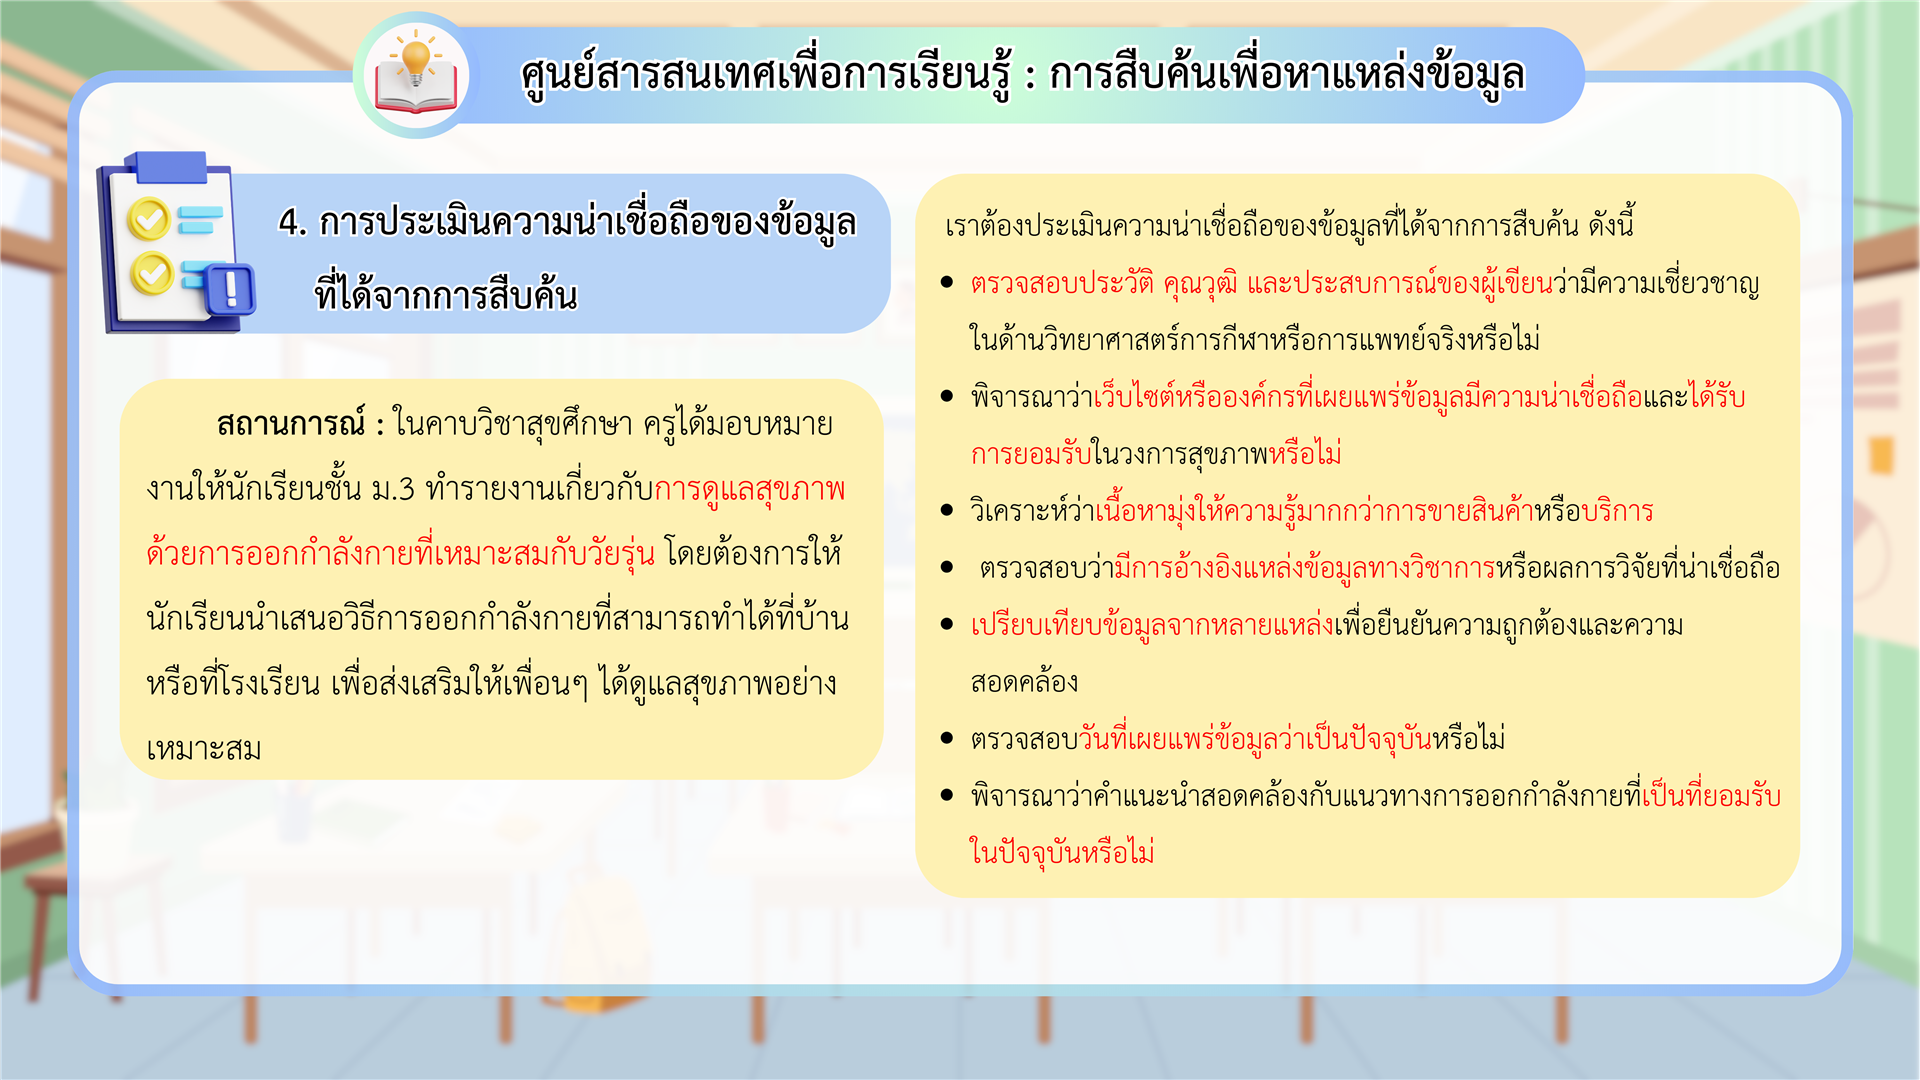 ศูนย์สารสนเทศเพื่อการเรียนรู้ : การสืบค้นเพื่อหาแหล่งข้อมูล
4. การประเมินความน่าเชื่อถือของข้อมูล
ที่ได้จากการสืบค้น
สถานการณ์ : ในคาบวิชาสุขศึกษา ครูได้มอบหมาย
งานให้นักเรียนชั้น ม.3 ทำรายงานเกี่ยวกับการดูแลสุขภาพ
ด้วยการออกกำลังกายที่เหมาะสมกับวัยรุ่น โดยต้องการให้
นักเรียนนำเสนอวิธีการออกกำลังกายที่สามารถทำได้ที่บ้าน
หรือที่โรงเรียน เพื่อส่งเสริมให้เพื่อนๆ ได้ดูแลสุขภาพอย่าง
เหมาะสม
เราต้องประเมินความน่าเชื่อถือของข้อมูลที่ได้จากการสืบค้น ดังนี้
• ตรวจสอบประวัติ คุณวุฒิ และประสบการณ์ของผู้เขียนว่ามีความเชี่ยวชาญ
ในด้านวิทยาศาสตร์การกีฬาหรือการแพทย์จริงหรือไม่
• พิจารณาว่าเว็บไซต์หรือองค์กรที่เผยแพร่ข้อมูลมีความน่าเชื่อถือและได้รับ
การยอมรับในวงการสุขภาพหรือไม่
• วิเคราะห์ว่าเนื้อหามุ่งให้ความรู้มากกว่าการขายสินค้าหรือบริการ
• ตรวจสอบว่ามีการอ้างอิงแหล่งข้อมูลทางวิชาการหรือผลการวิจัยที่น่าเชื่อถือ
• เปรียบเทียบข้อมูลจากหลายแหล่งเพื่อยืนยันความถูกต้องและความ
สอดคล้อง
• ตรวจสอบวันที่เผยแพร่ข้อมูลว่าเป็นปัจจุบันหรือไม่
• พิจารณาว่าคำแนะนำสอดคล้องกับแนวทางการออกกำลังกายที่เป็นที่ยอมรับ
ในปัจจุบันหรือไม่